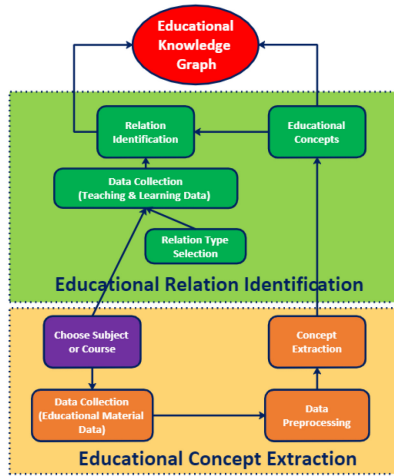 Educational
Knowledge
Graph
Relation
Identification
Educational
Concepts
Data Collection
(Teaching & Learning Data)
Relation Type
Selection
Educational Relation Identification
Choose Subject
or Course
Concept
Extraction
Data Collection
(Educational Material
Data)
Data
Preprocessing
Educational Concept Extraction